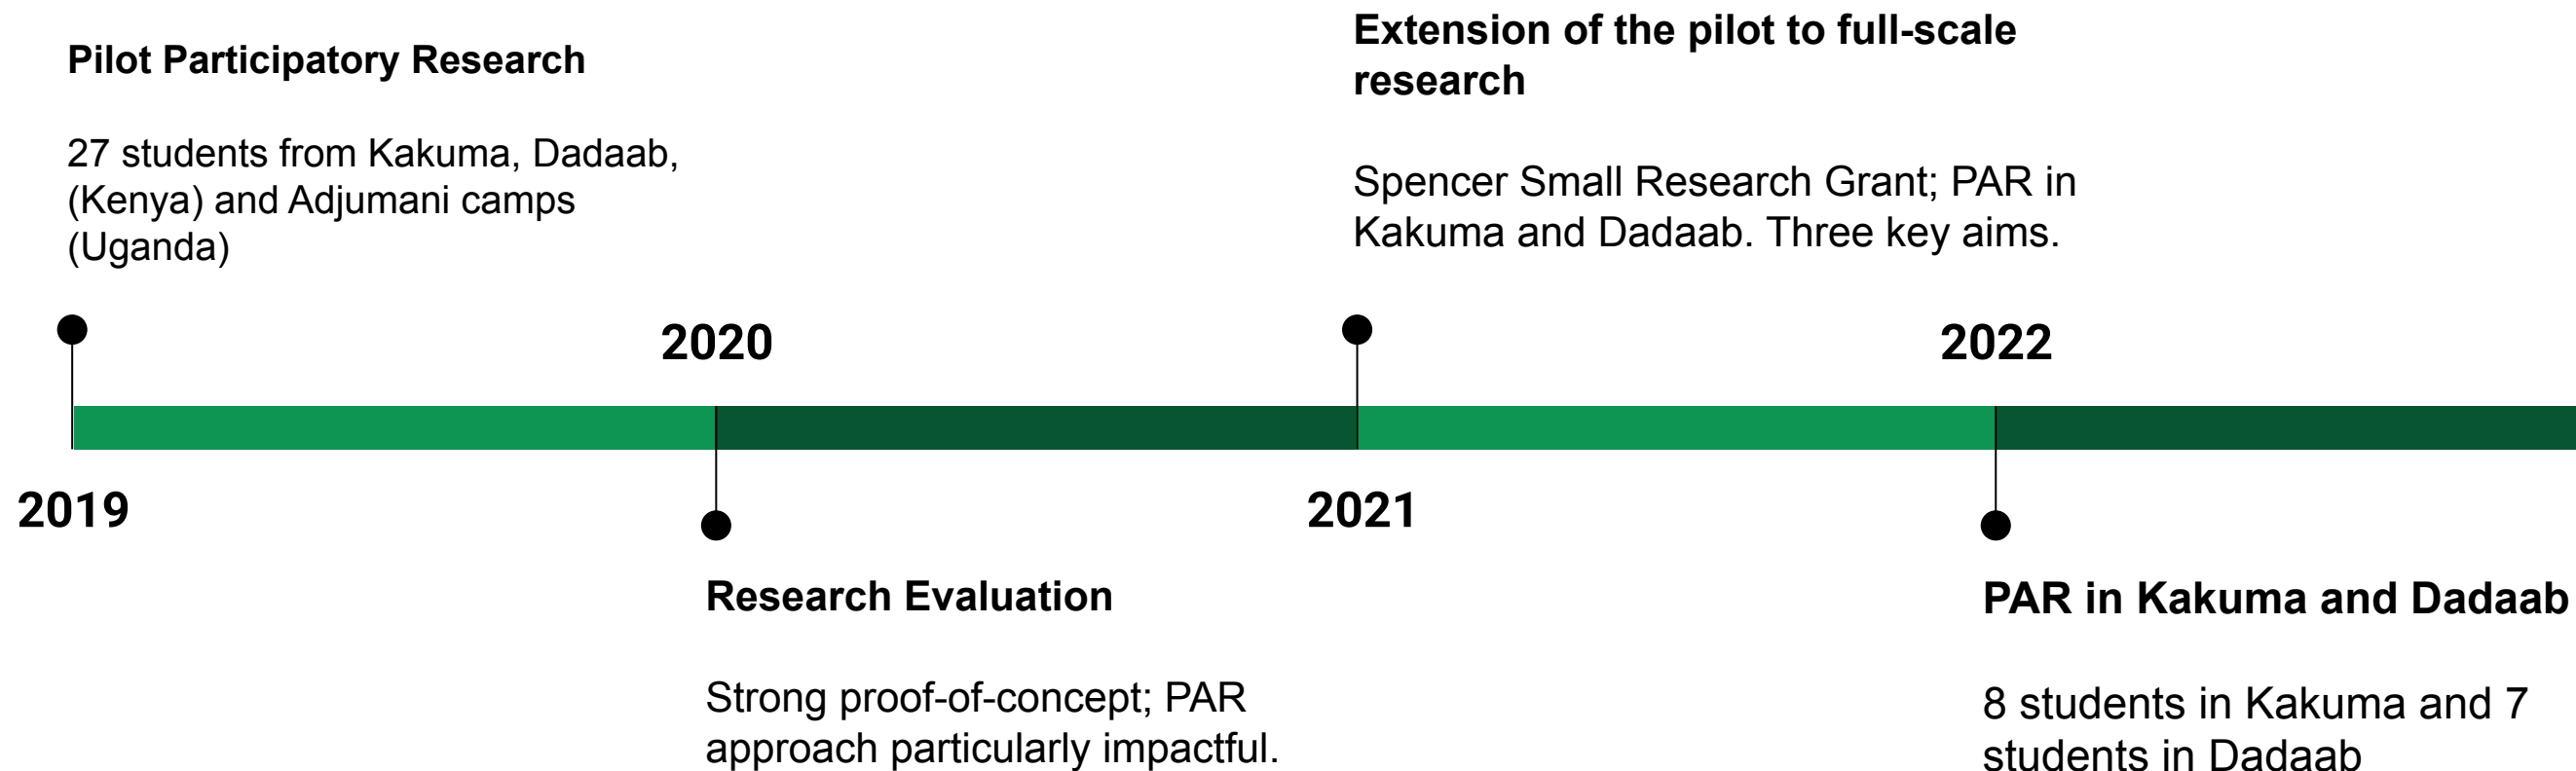 Pilot Participatory Research
27 students from Kakuma, Dadaab,
(Kenya) and Adjumani camps
(Uganda)
2019
2020
Research Evaluation
Strong proof-of-concept; PAR
approach particularly impactful.
Extension of the pilot to full-scale
research
Spencer Small Research Grant; PAR in
Kakuma and Dadaab. Three key aims.
2021
2022
PAR in Kakuma and Dadaab
8 students in Kakuma and 7
students in Dadaab